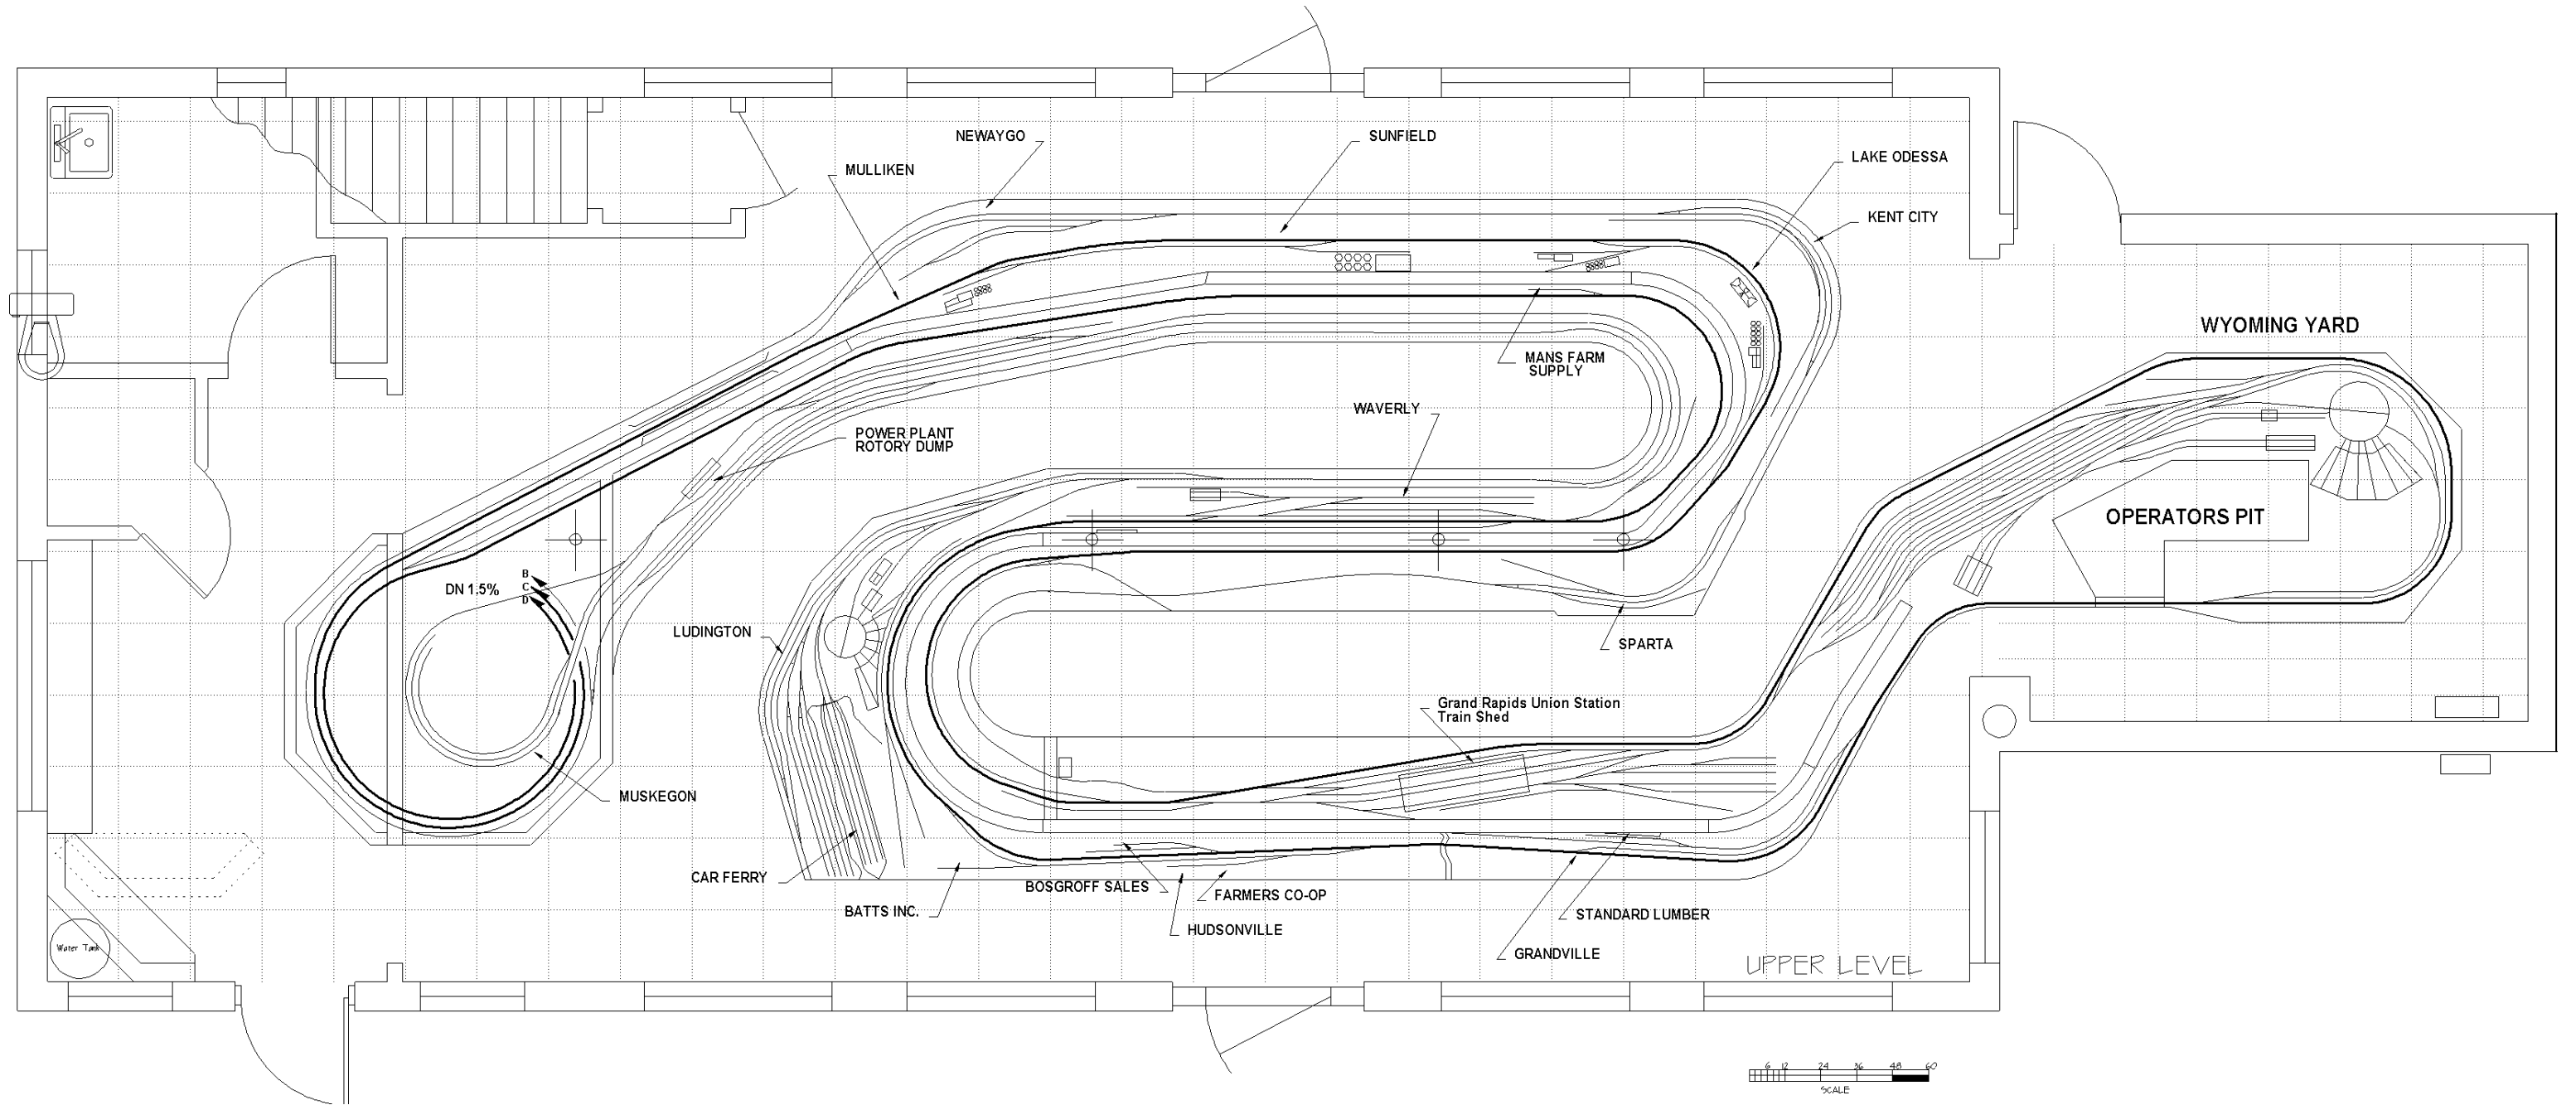 NEWAYGO
SUNFIELD
MULLIKEN
LAKE ODESSA
KENT CITY
WYOMING YARD
MANS FARM
SUPPLY
WAVERLY
POWER PLANT
ROTORY DUMP
OPERATORS PIT
B
DN 1.5%
C
D
LUDINGTON
SPARTA
Grand Rapids Union Station
Train Shed
MUSKEGON
CAR FERRY
BOSGROFF SALES
FARMERS CO-OP
BATTS INC.
STANDARD LUMBER
HUDSONVILLE
Water Tank
GRANDVILLE
UPPER LEVEL
6 12 24 36 48 60
SCALE